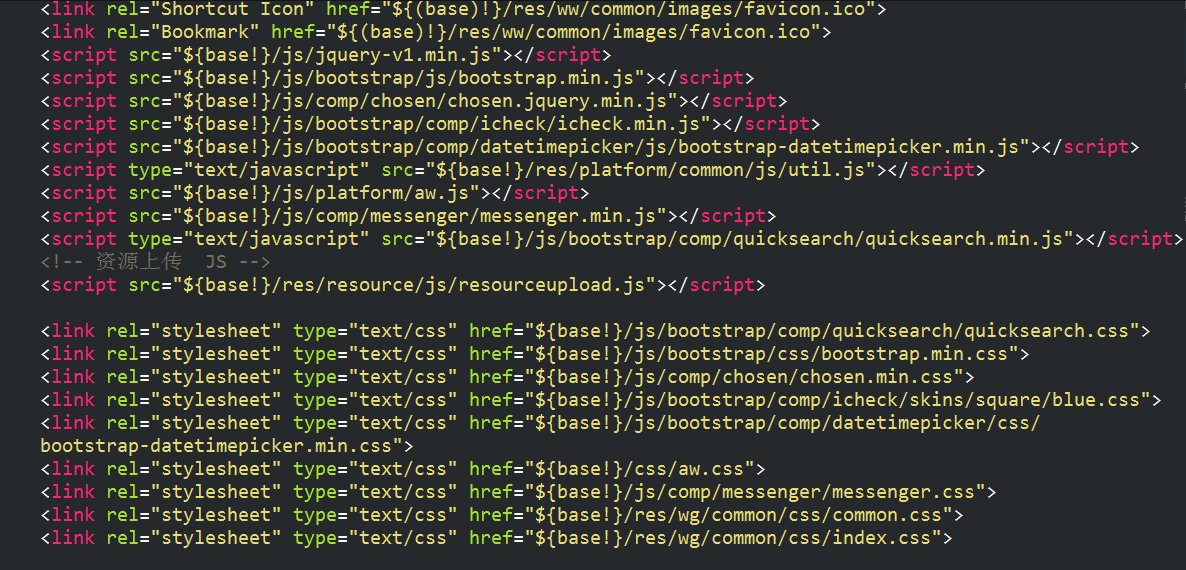 <link rel="Shortcut Icon" href="${(base)!}/res/ww/common/images/favicon.ico">
<link rel="Bookmark" href="${(base)!}/res/ww/common/images/favicon.ico">
<script src="${base!}/js/jquery-v1.min.js"></script>
<script src="${base!}/js/bootstrap/js/bootstrap.min.js"></script>
<script src="${base!}/js/comp/chosen/chosen.jquery.min.js"></script>
<script src="${base!}/js/bootstrap/comp/icheck/icheck.min.js"></script>
<script src="${base!}/js/bootstrap/comp/datetimepicker/js/bootstrap-datetimepicker.min.js"></script>
<script type="text/javascript" src="${base!}/res/platform/common/js/util.js"></script>
<script src="${base!}/js/platform/aw.js"></script>
<script src="${base!}/js/comp/messenger/messenger.min.js"></script>
<script type="text/javascript" src="${base!}/js/bootstrap/comp/quicksearch/quicksearch.min.js"></script>
<!-- 资源上传  JS -->
<script src="${base!}/res/resource/js/resourceupload.js"></script>
<link rel="stylesheet" type="text/css" href="${base!}/js/bootstrap/comp/quicksearch/quicksearch.css">
<link rel="stylesheet" type="text/css" href="${base!}/js/bootstrap/css/bootstrap.min.css">
<link rel="stylesheet" type="text/css" href="${base!}/js/comp/chosen/chosen.min.css">
<link rel="stylesheet" type="text/css" href="${base!}/js/bootstrap/comp/icheck/skins/square/blue.css">
<link rel="stylesheet" type="text/css" href="${base!}/js/bootstrap/comp/datetimepicker/css/
bootstrap-datetimepicker.min.css">
<link rel="stylesheet" type="text/css" href="${base!}/css/aw.css">
<link rel="stylesheet" type="text/css" href="${base!}/js/comp/messenger/messenger.css">
<link rel="stylesheet" type="text/css" href="${base!}/res/wg/common/css/common.css">
<link rel="stylesheet" type="text/css" href="${base!}/res/wg/common/css/index.css">